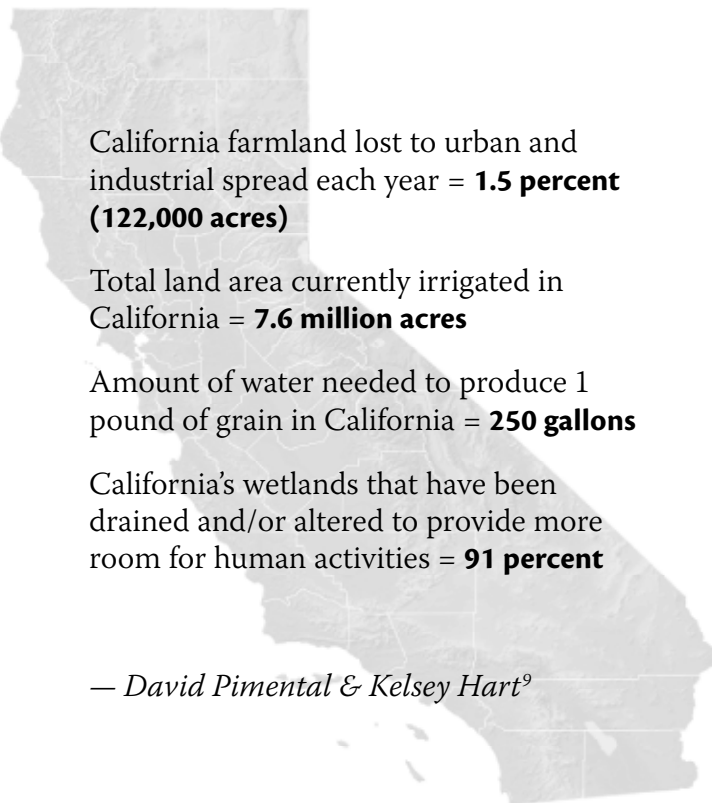 California farmland lost to urban and
industrial spread each year = 1.5 percent
(122,000 acres)
Total land area currently irrigated in
California = 7.6 million acres
Amount of water needed to produce 1
pound of grain in California = 250 gallons
California’s wetlands that have been
drained and/or altered to provide more
room for human activities = 91 percent
— David Pimental & Kelsey Hart⁹